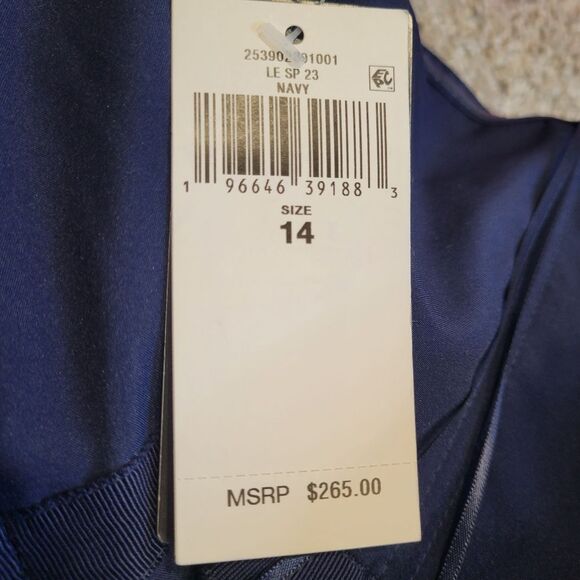 LE SP 23
NAVY
1 96646 39188 3
SIZE
14
MSRP $265.00